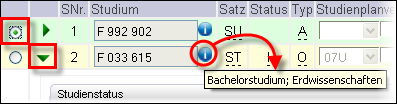 SNr. Studium Satz Status Typ Studienplanv
1 F 992 902 i SU A
2 F 033 615 i ST O 07U
Bachelorstudium; Erdwissenschaften
Studienstatus